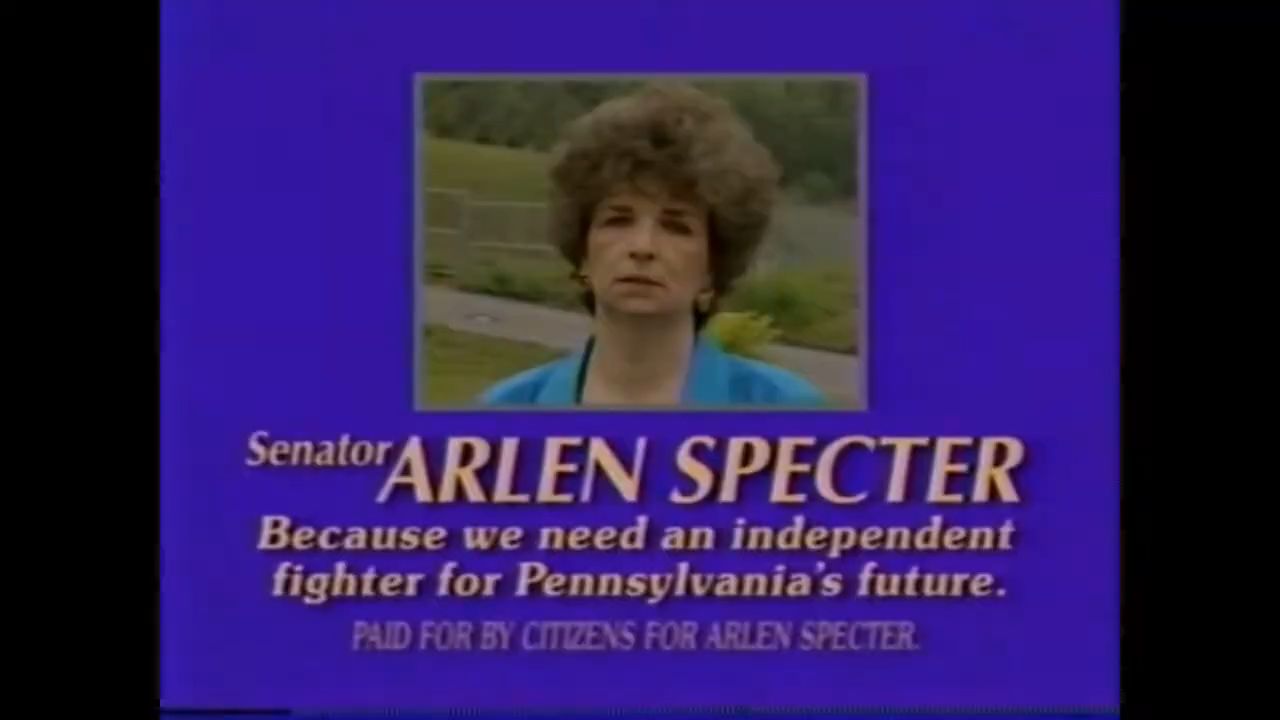 Senator ARLEN SPECTER
Because we need an independent
fighter for Pennsylvania's future.
PAID FOR BY CITIZENS FOR ARLEN SPECTER.